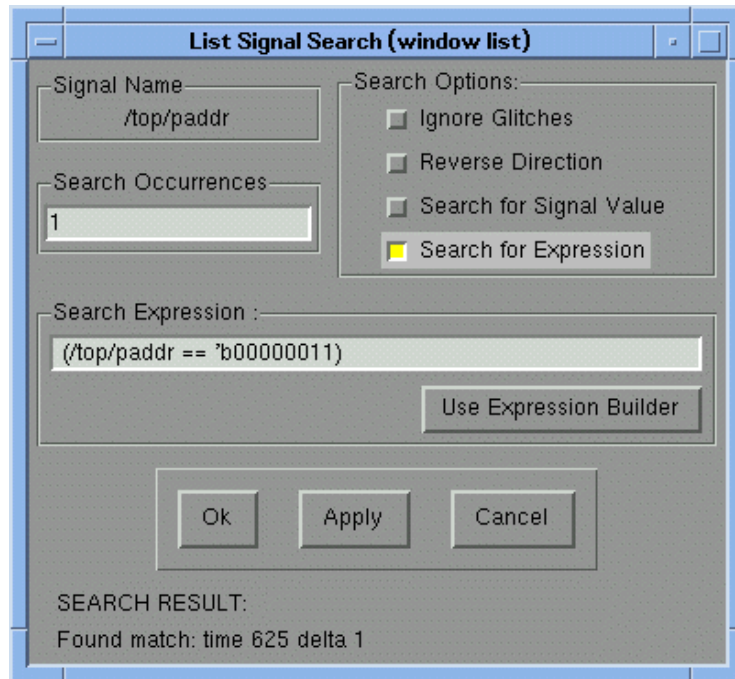 List Signal Search (window list)
Signal Name
/top/paddr
Search Occurrences
1
Search Options:
Ignore Glitches
Reverse Direction
Search for Signal Value
Search for Expression
Search Expression :
(/top/paddr == 'b00000011)
Use Expression Builder
Ok Apply Cancel
SEARCH RESULT:
Found match: time 625 delta 1